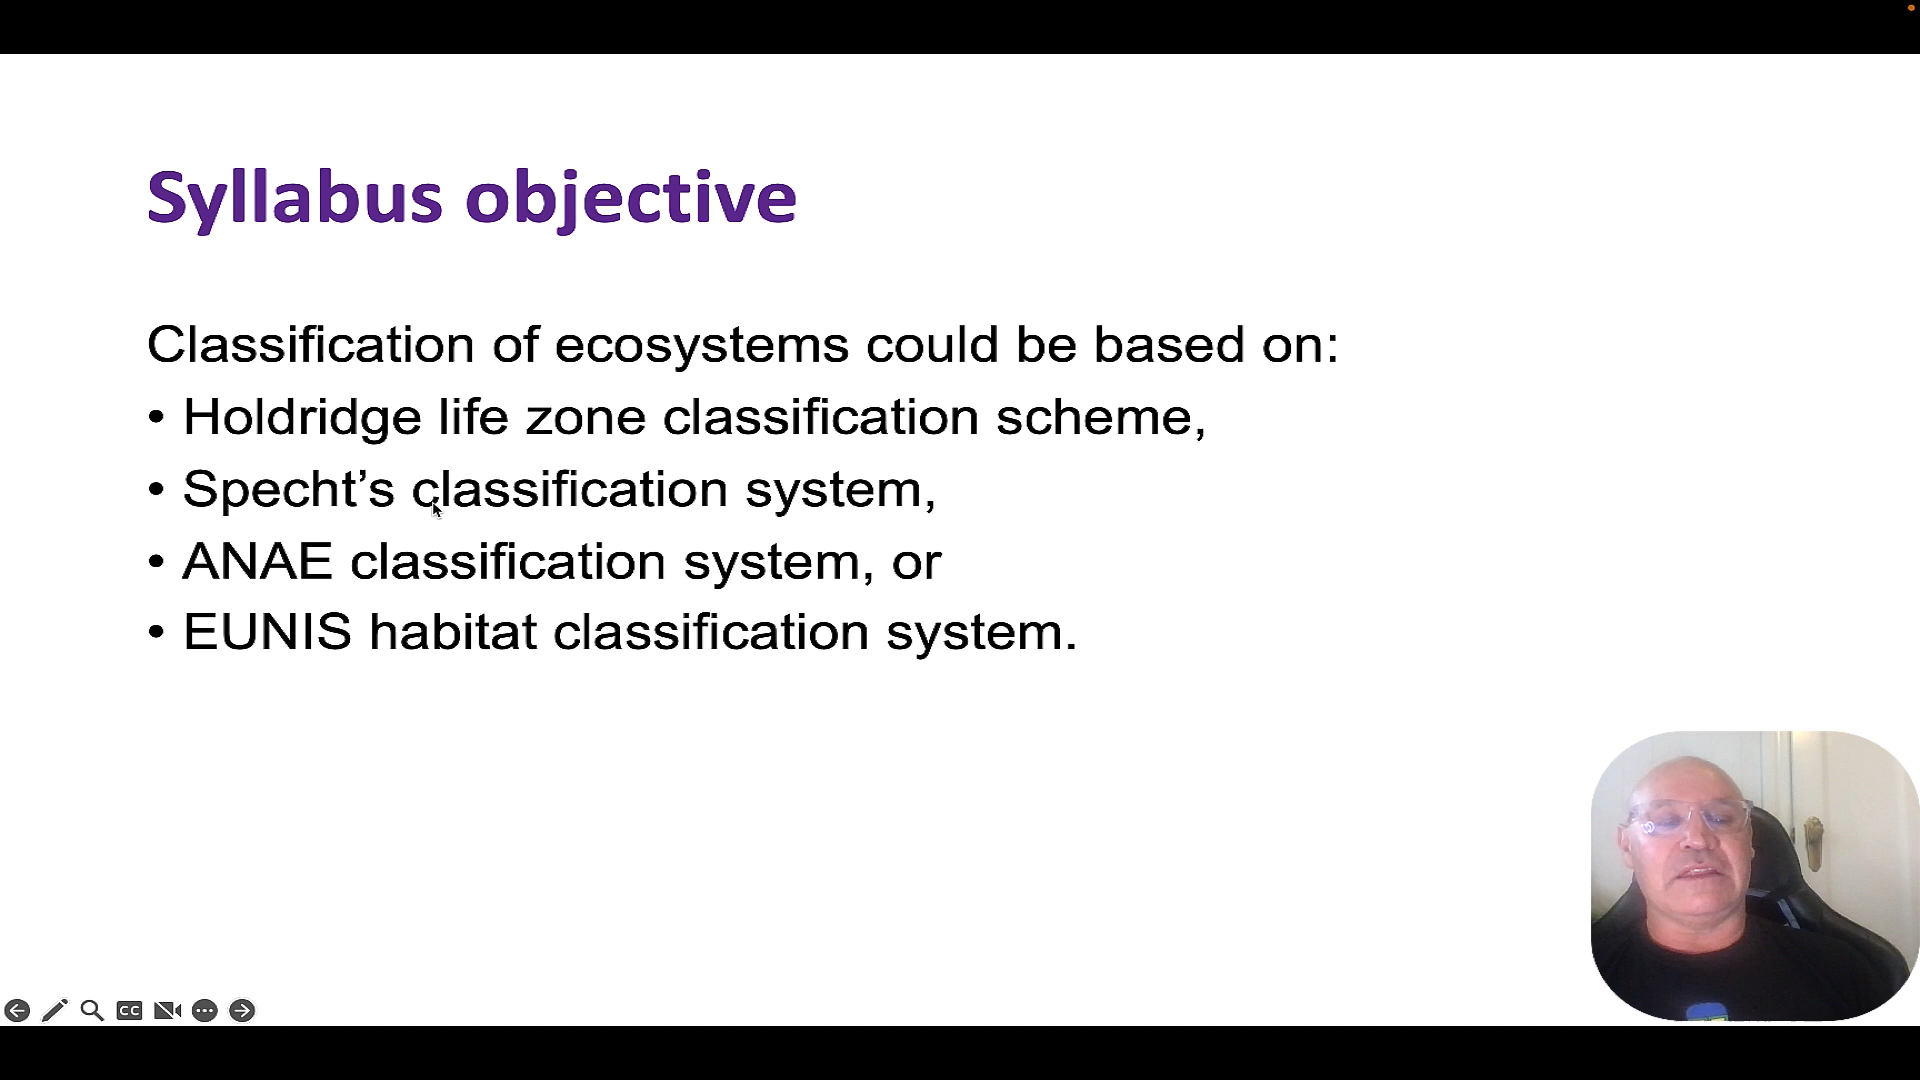 Syllabus objective
Classification of ecosystems could be based on:
• Holdridge life zone classification scheme,
• Specht’s classification system,
• ANAE classification system, or
• EUNIS habitat classification system.
CC